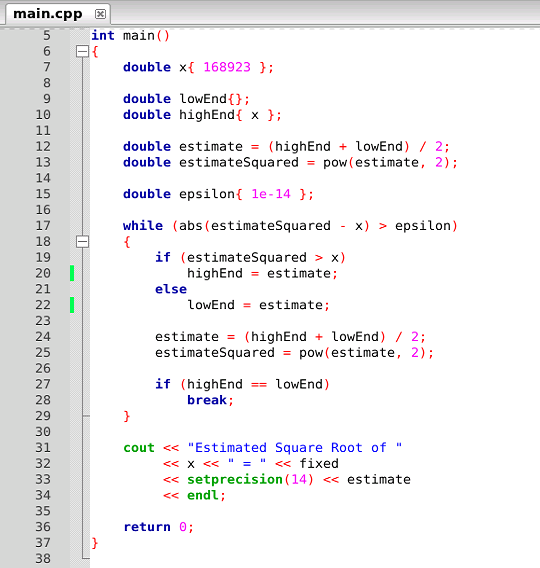 main.cpp
5 int main()
6 {
7 double x{ 168923 };
8
9 double lowEnd{};
10 double highEnd{ x };
11
12 double estimate = (highEnd + lowEnd) / 2;
13 double estimateSquared = pow(estimate, 2);
14
15 double epsilon{ 1e-14 };
16
17 while (abs(estimateSquared - x) > epsilon)
18 {
19 if (estimateSquared > x)
20 highEnd = estimate;
21 else
22 lowEnd = estimate;
23
24 estimate = (highEnd + lowEnd) / 2;
25 estimateSquared = pow(estimate, 2);
26
27 if (highEnd == lowEnd)
28 break;
29 }
30
31 cout << "Estimated Square Root of "
32 << x << " = " << fixed
33 << setprecision(14) << estimate
34 << endl;
35
36 return 0;
37 }
38